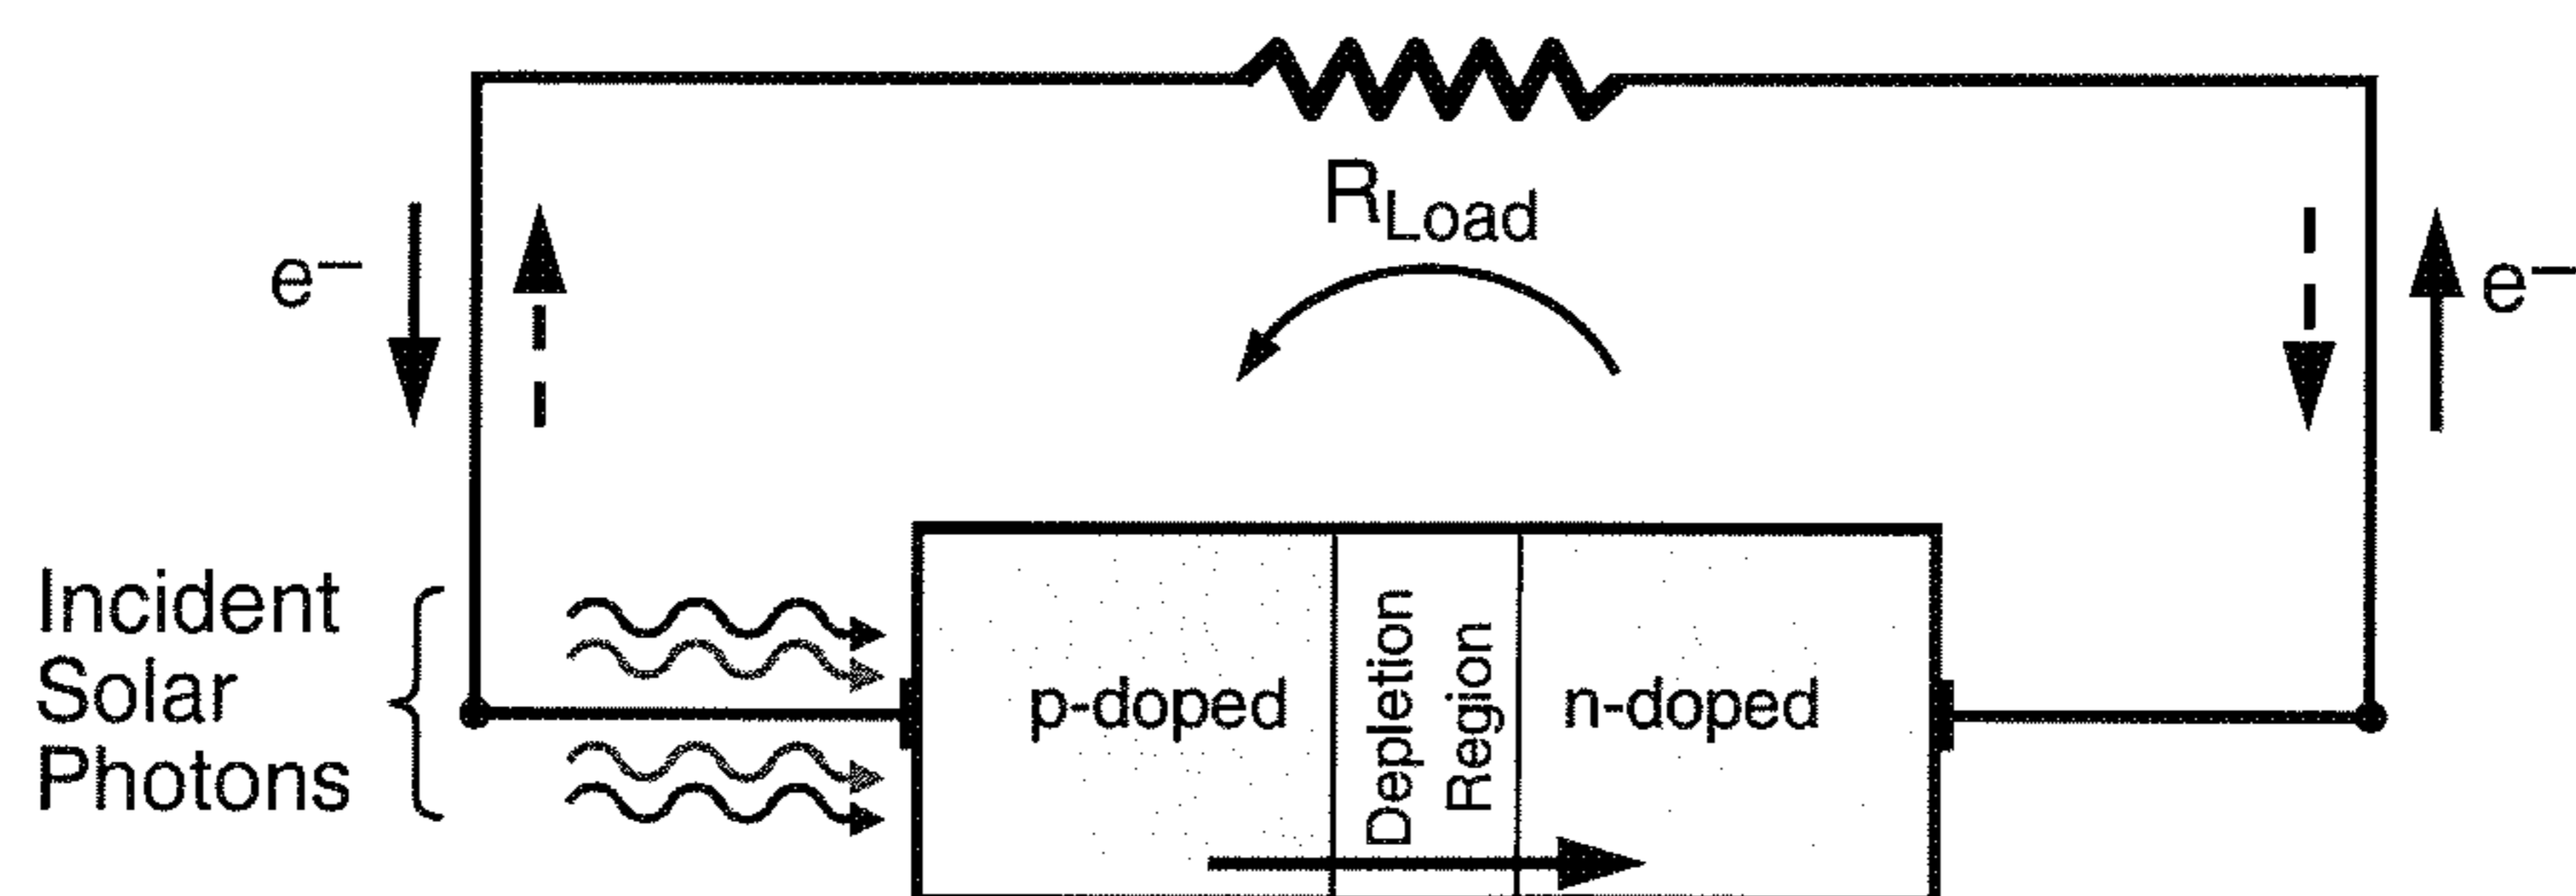 R_Load
e⁻
e⁻
Incident
Solar
Photons
p-doped
Depletion
Region
n-doped